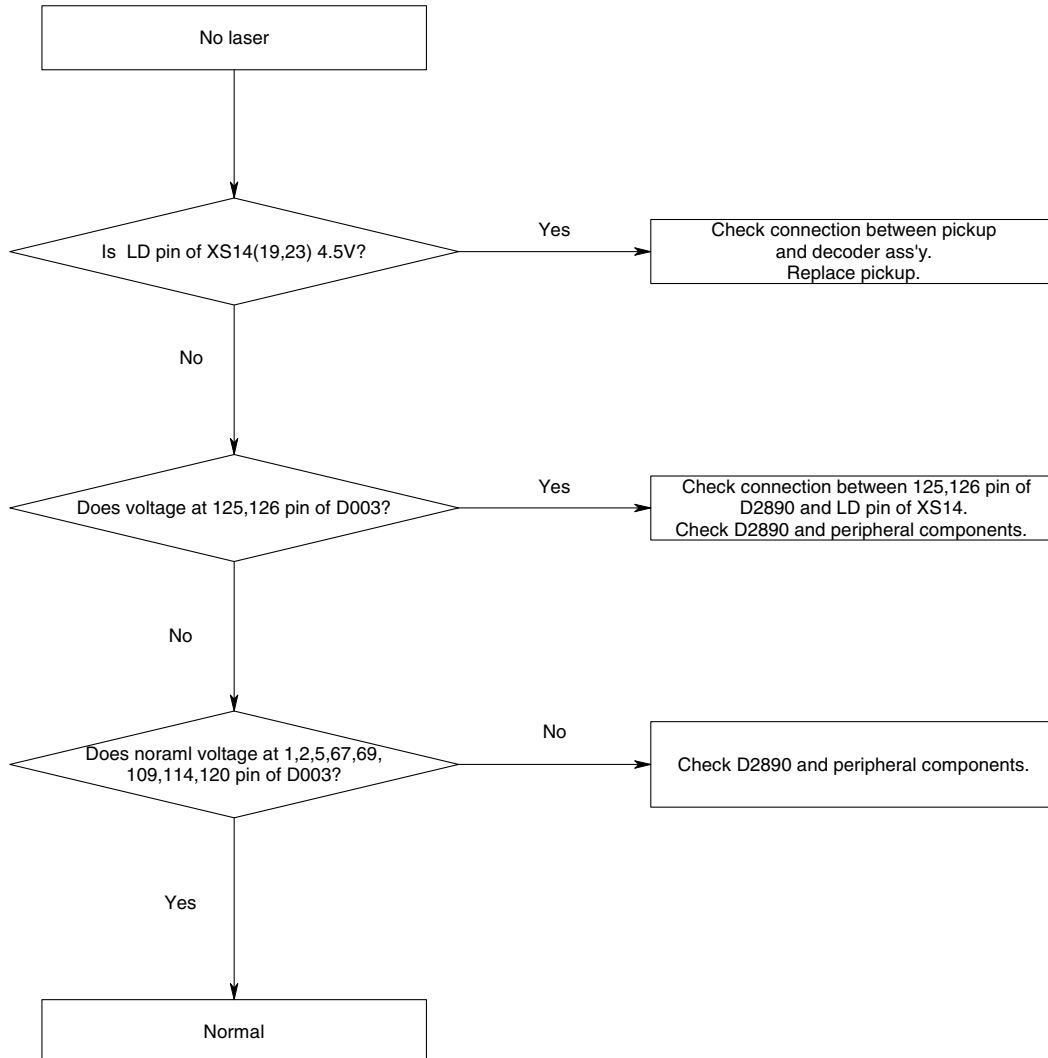 No laser
Is LD pin of XS14(19,23) 4.5V?
Yes
Check connection between pickup
and decoder ass'y.
Replace pickup.
No
Does voltage at 125,126 pin of D003?
Yes
Check connection between 125,126 pin of
D2890 and LD pin of XS14.
Check D2890 and peripheral components.
No
Does noraml voltage at 1,2,5,67,69,
109,114,120 pin of D003?
No
Check D2890 and peripheral components.
Yes
Normal